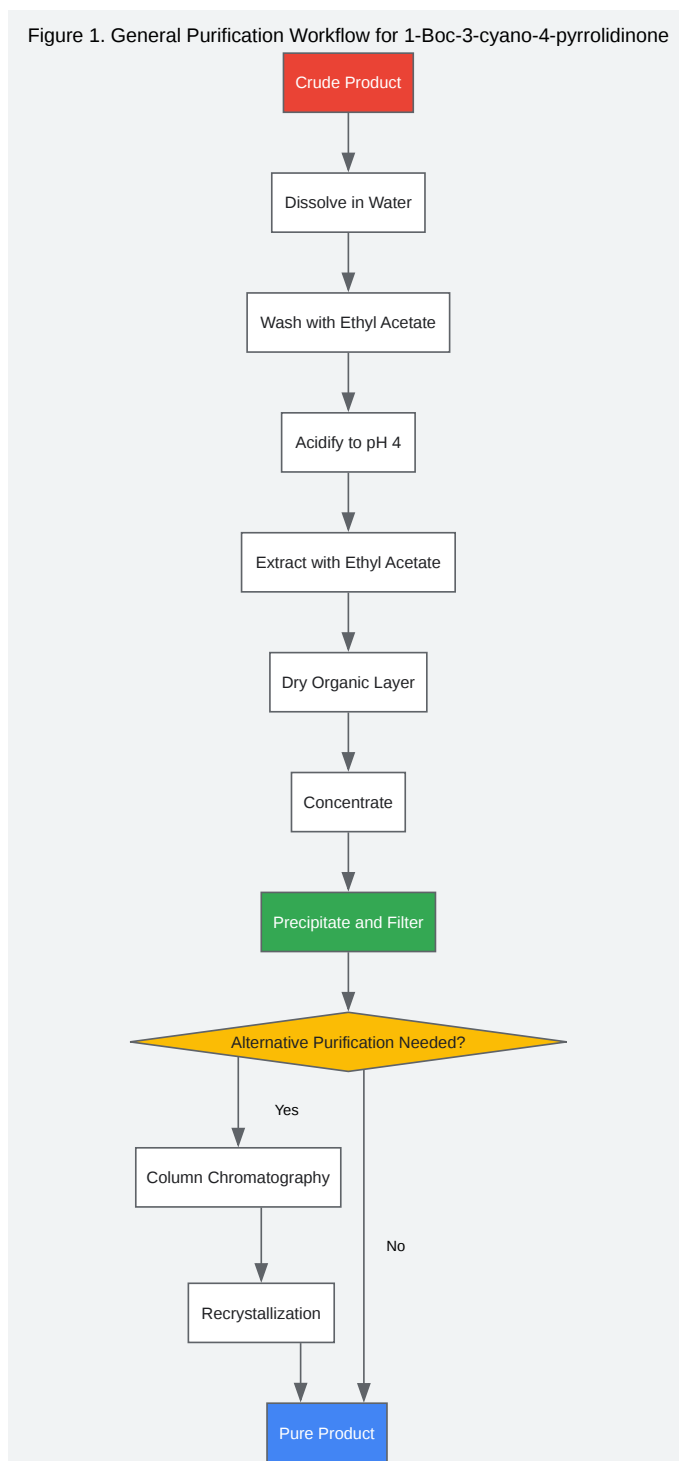 Figure 1. General Purification Workflow for 1-Boc-3-cyano-4-pyrrolidinone
Crude Product
Dissolve in Water
Wash with Ethyl Acetate
Acidify to pH 4
Extract with Ethyl Acetate
Dry Organic Layer
Concentrate
Precipitate and Filter
Alternative Purification Needed?
Yes
Column Chromatography
No
Recrystallization
Pure Product